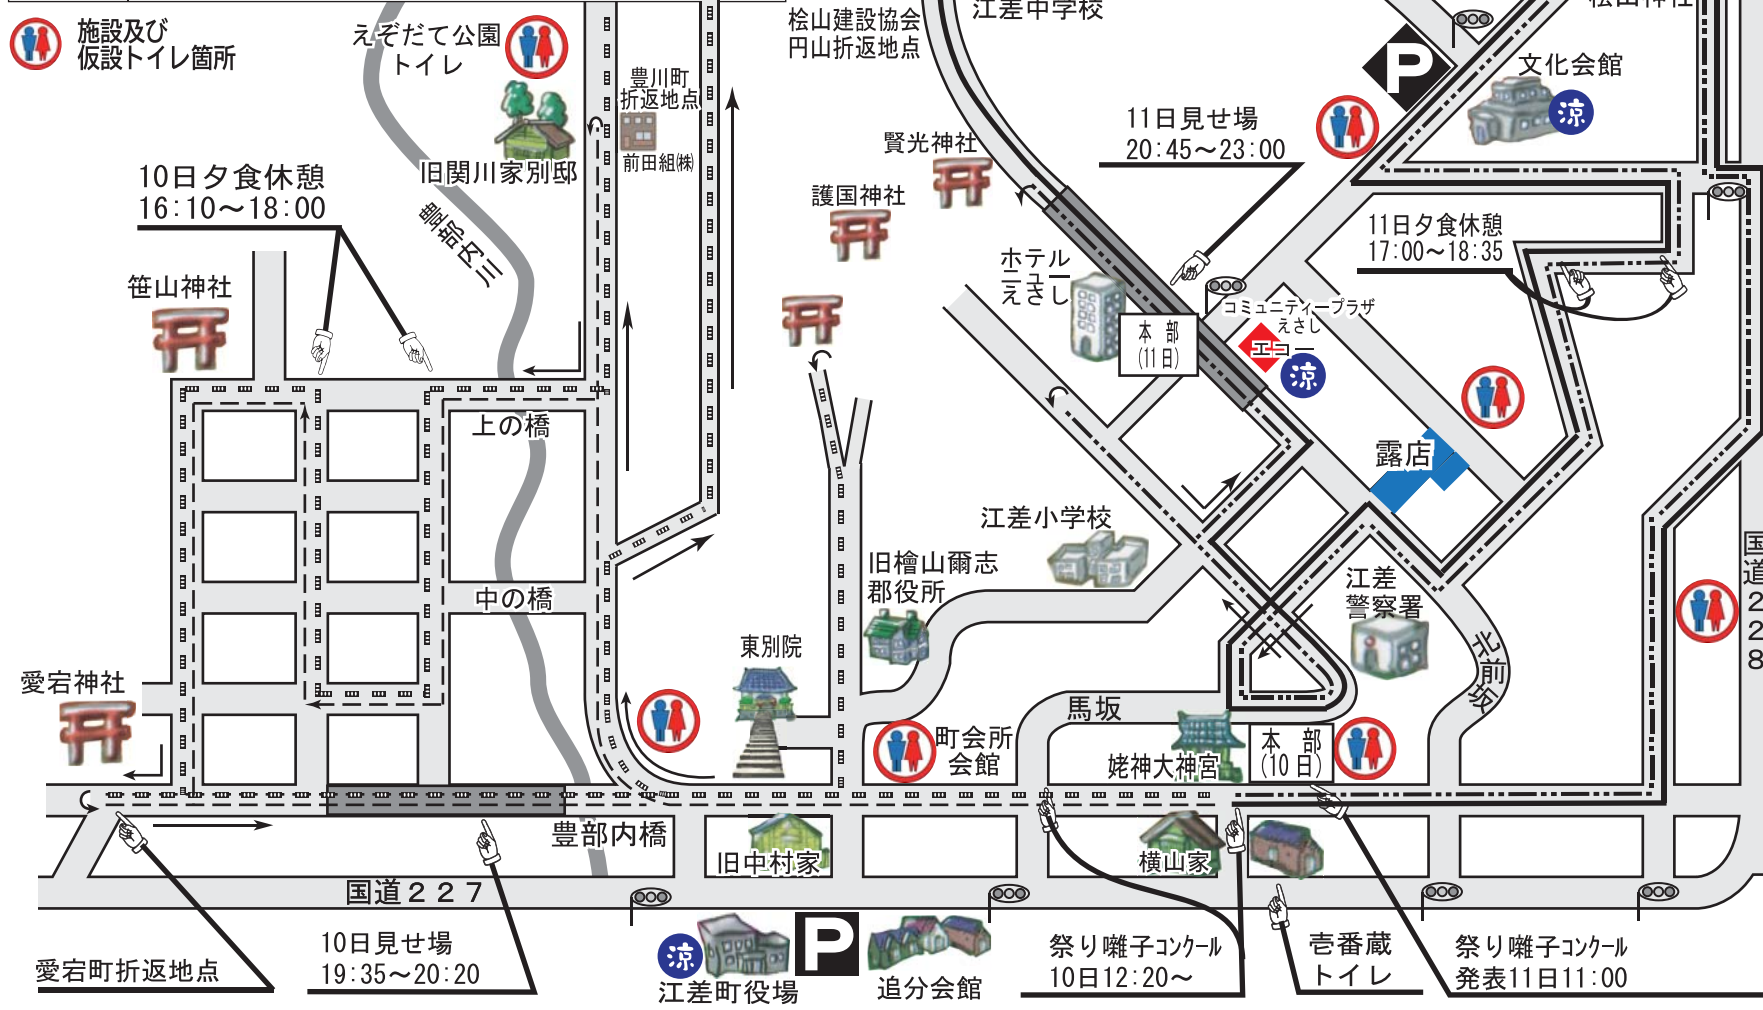 施設及び
仮設トイレ箇所
えぞだて公園
トイレ
豊川町
折返地点
前田組㈱
旧関川家別邸
10日夕食休憩
16:10～18:00
豊部内川
笹山神社
上の橋
中の橋
愛宕神社
豊部内橋
国道227
愛宕町折返地点
10日見せ場
19:35～20:20
桧山建設協会
円山折返地点
江差中学校
賢光神社
護国神社
11日見せ場
20:45～23:00
P
文化会館
涼
11日夕食休憩
17:00～18:35
ホテル
ニュー
えさし
本部
(11日)
コミュニティープラザ
えさし
エコー
涼
露店
江差小学校
旧檜山爾志
郡役所
江差
警察署
北前坂
国道228
東別院
馬坂
町会所
会館
姥神大神宮
本部
(10日)
旧中村家
横山家
涼
江差町役場
P
追分会館
祭り囃子コンクール
10日12:20～
壱番蔵
トイレ
祭り囃子コンクール
発表11日11:00